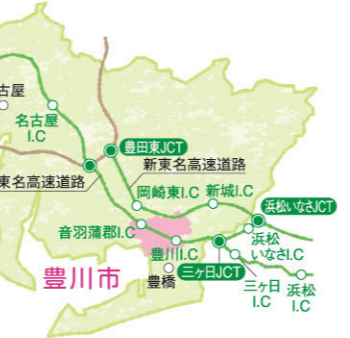 古屋
名古屋
I.C
豊田東JCT
新東名高速道路
東名高速道路
岡崎東I.C
新城I.C
浜松いなさJCT
音羽蒲郡I.C
豊川I.C
浜松
いなさI.C
豊川市
豊橋
三ヶ日JCT
三ヶ日
I.C
浜松
I.C